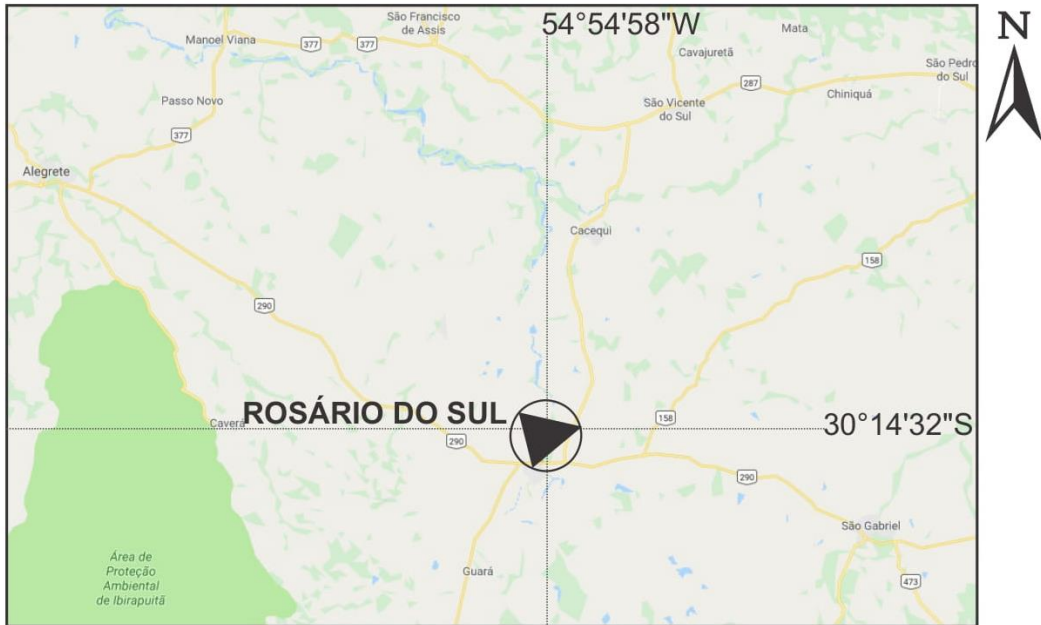 54°54'58"W
N
São Francisco
de Assis
Manoel Viana
377
377
Mata
Cavajuretã
São Pedro
do Sul
287
Chiniquá
Passo Novo
São Vicente
do Sul
377
Alegrete
Cacequi
158
290
ROSÁRIO DO SUL
Caverá
158
30°14'32"S
290
290
São Gabriel
Área de
Proteção
Ambiental
de Ibirapuitã
Guará
473